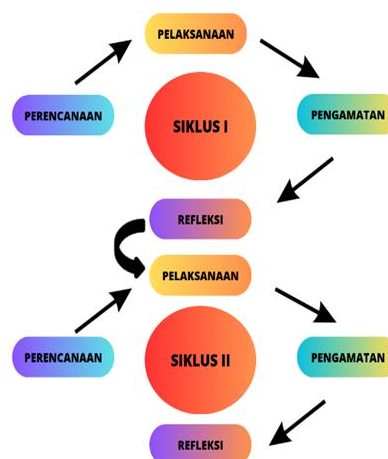 PELAKSANAAN
PERENCANAAN
SIKLUS I
PENGAMATAN
REFLEKSI
PELAKSANAAN
PERENCANAAN
SIKLUS II
PENGAMATAN
REFLEKSI